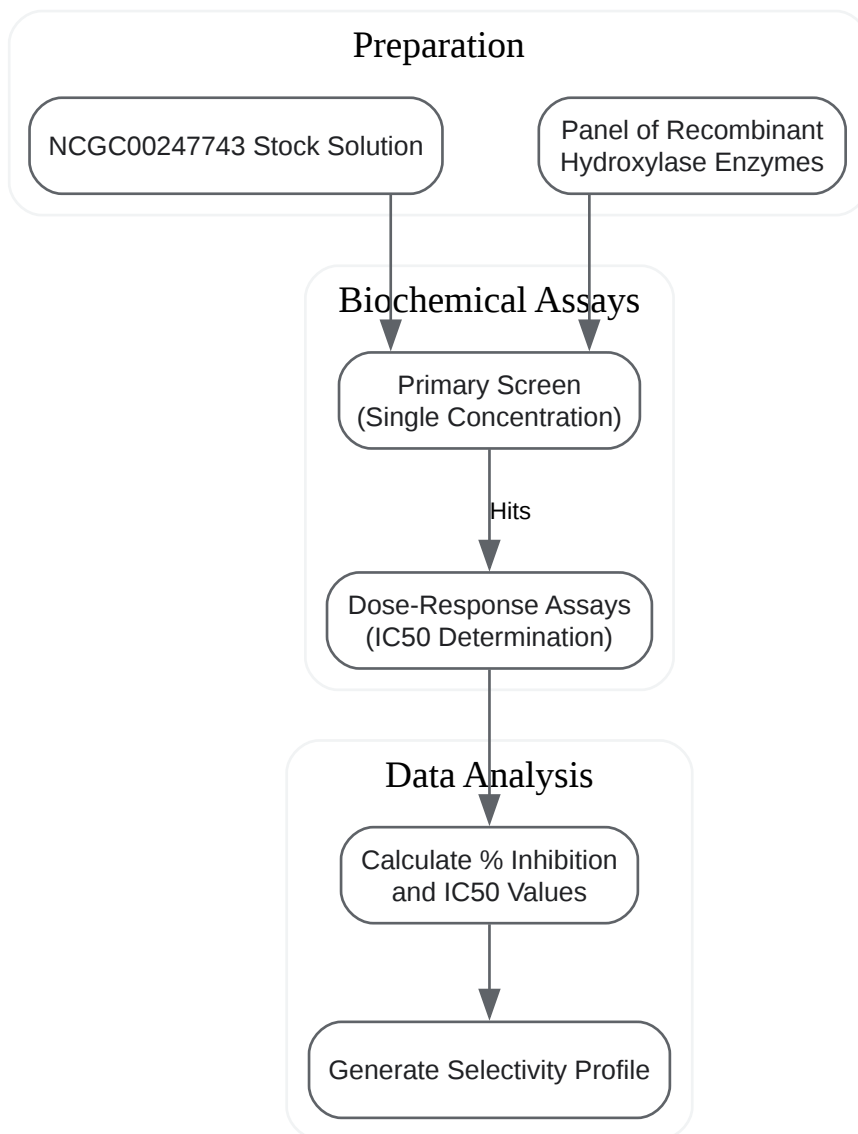 Preparation
NCGC00247743 Stock Solution
Panel of Recombinant
Hydroxylase Enzymes
Biochemical Assays
Primary Screen
(Single Concentration)
Hits
Dose-Response Assays
(IC50 Determination)
Data Analysis
Calculate % Inhibition
and IC50 Values
Generate Selectivity Profile